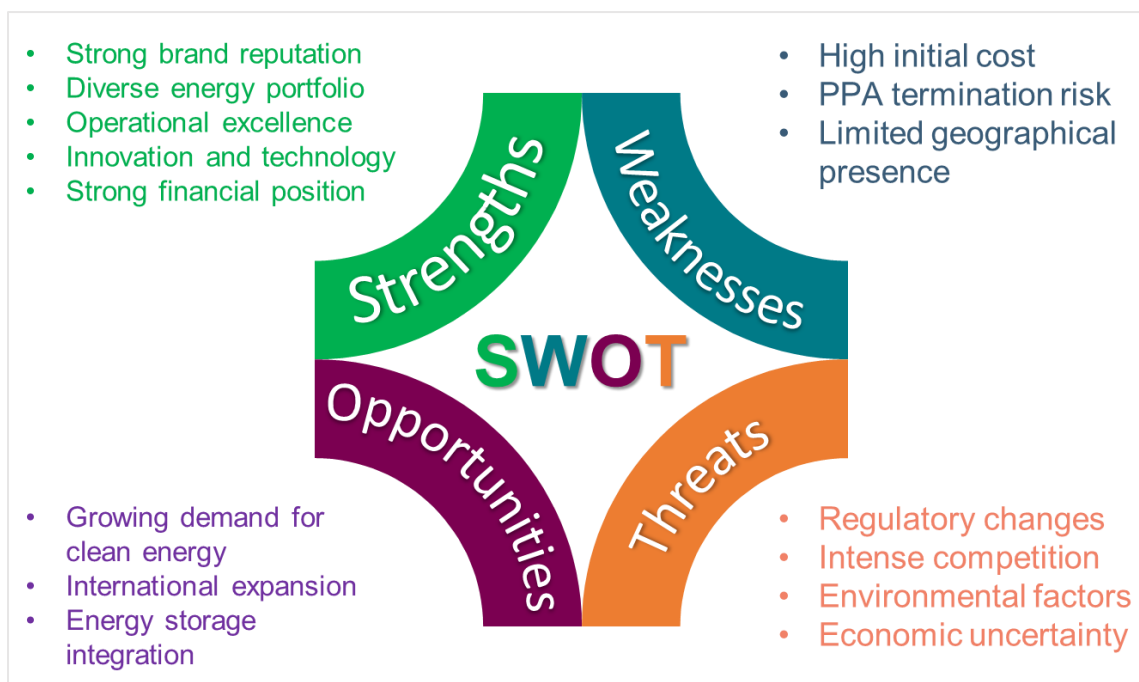 • Strong brand reputation
• Diverse energy portfolio
• Operational excellence
• Innovation and technology
• Strong financial position
• High initial cost
• PPA termination risk
• Limited geographical
presence
Strengths
Weaknesses
SWOT
Opportunities
Threats
• Growing demand for
clean energy
• International expansion
• Energy storage
integration
• Regulatory changes
• Intense competition
• Environmental factors
• Economic uncertainty